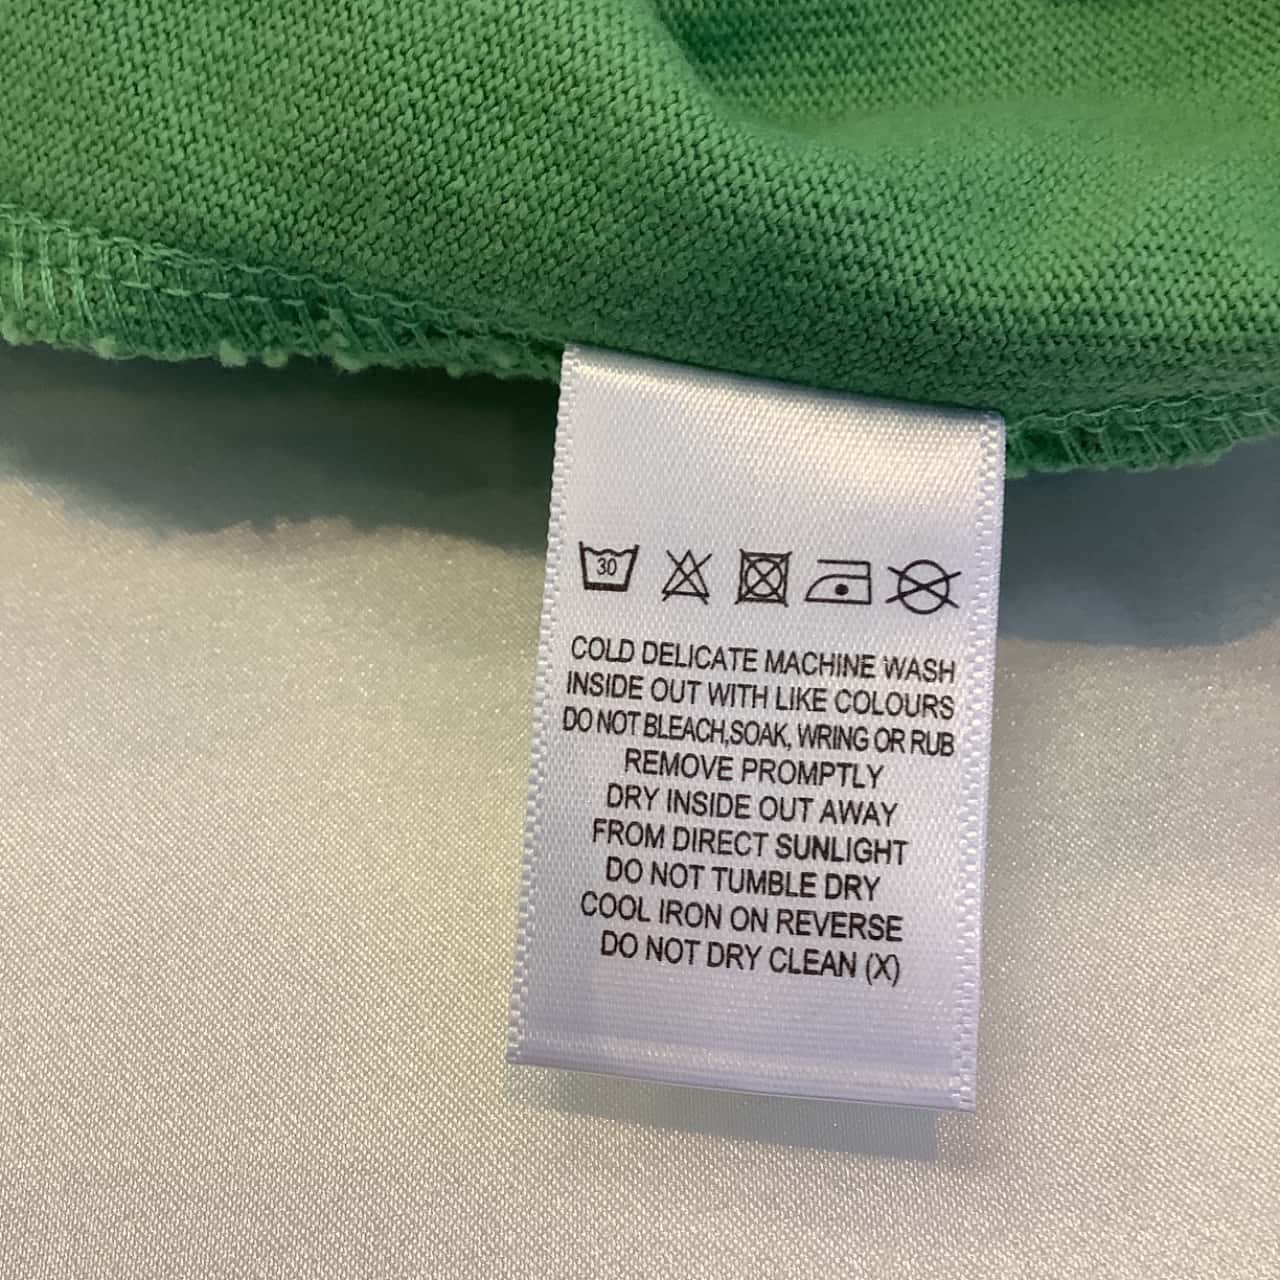 30
COLD DELICATE MACHINE WASH
INSIDE OUT WITH LIKE COLOURS
DO NOT BLEACH,SOAK, WRING OR RUB
REMOVE PROMPTLY
DRY INSIDE OUT AWAY
FROM DIRECT SUNLIGHT
DO NOT TUMBLE DRY
COOL IRON ON REVERSE
DO NOT DRY CLEAN (X)